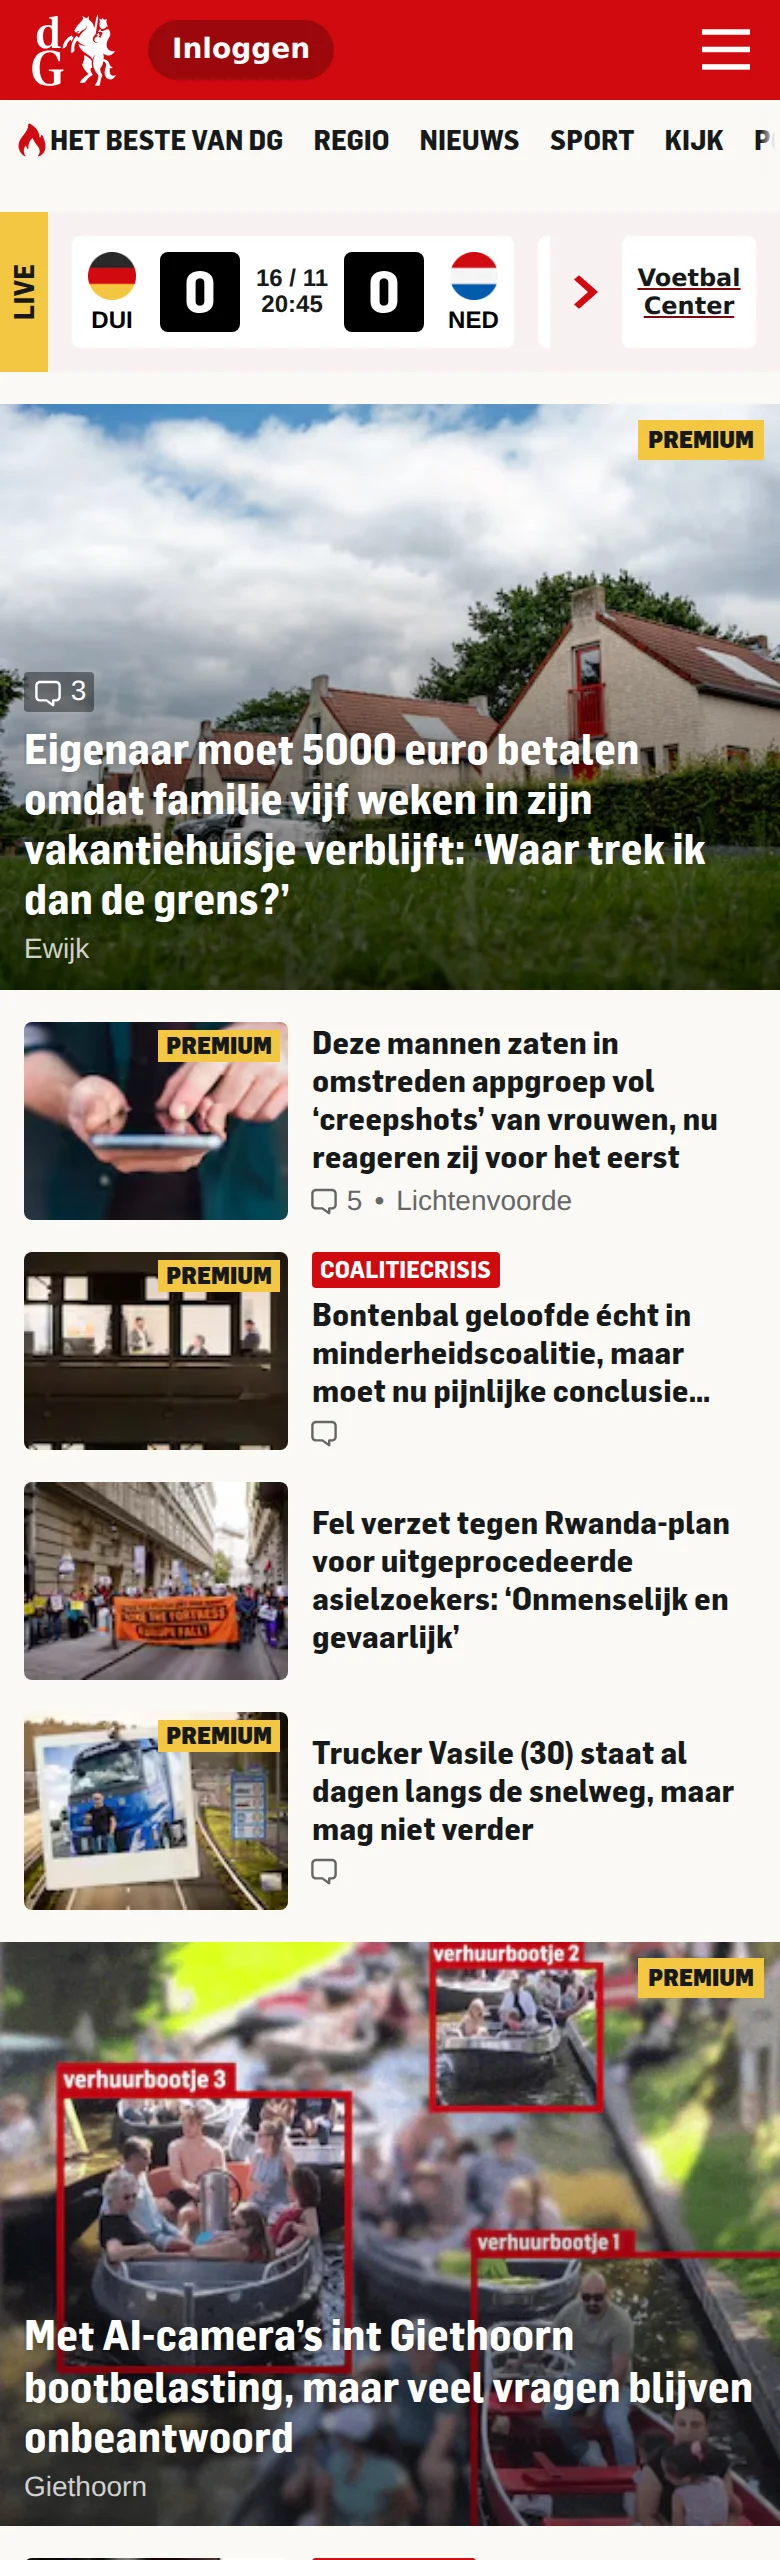 dG
Inloggen
HET BESTE VAN DG REGIO NIEUWS SPORT KIJK
LIVE
DUI
0
16 / 11
20:45
0
NED
Voetbal
Center
PREMIUM
3
Eigenaar moet 5000 euro betalen
omdat familie vijf weken in zijn
vakantiehuisje verblijft: ‘Waar trek ik
dan de grens?’
Ewijk
PREMIUM
Deze mannen zaten in
omstreden appgroep vol
‘creepshots’ van vrouwen, nu
reageren zij voor het eerst
5 • Lichtenvoorde
PREMIUM
COALITIECRISIS
Bontenbal geloofde écht in
minderheidscoalitie, maar
moet nu pijnlijke conclusie...
Fel verzet tegen Rwanda-plan
voor uitgeprocedeerde
asielzoekers: ‘Onmenselijk en
gevaarlijk’
PREMIUM
Trucker Vasile (30) staat al
dagen langs de snelweg, maar
mag niet verder
verhuurbootje 2
PREMIUM
verhuurbootje 3
verhuurbootje 1
Met AI-camera’s int Giethoorn
bootbelasting, maar veel vragen blijven
onbeantwoord
Giethoorn